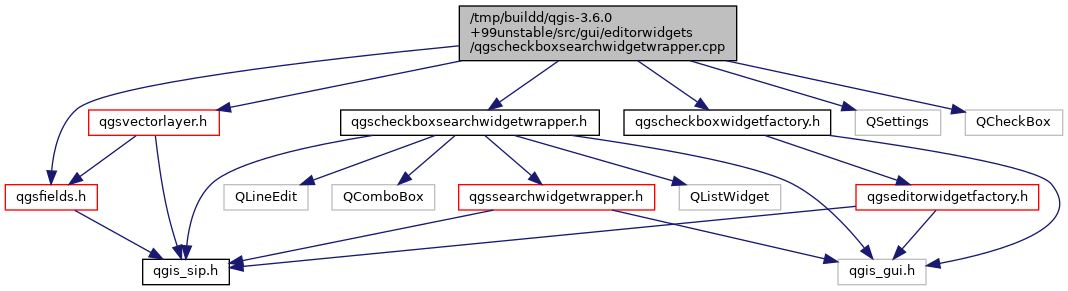 /tmp/buildd/qgis-3.6.0
+99unstable/src/gui/editorwidgets
/qgscheckboxsearchwidgetwrapper.cpp
qgsvectorlayer.h
qgscheckboxsearchwidgetwrapper.h
qgscheckboxwidgetfactory.h
QSettings
QCheckBox
qgsfields.h
QLineEdit
QComboBox
qgssearchwidgetwrapper.h
QListWidget
qgseditorwidgetfactory.h
qgis_sip.h
qgis_gui.h